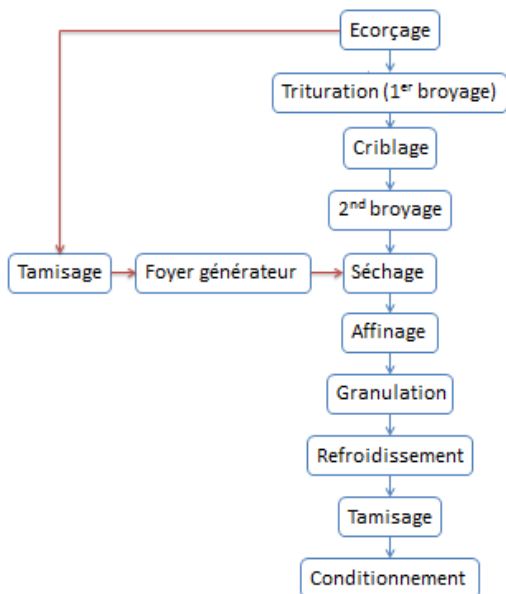 Ecorçage
Trituration (1er broyage)
Criblage
2nd broyage
Tamisage
Foyer générateur
Séchage
Affinage
Granulation
Refroidissement
Tamisage
Conditionnement